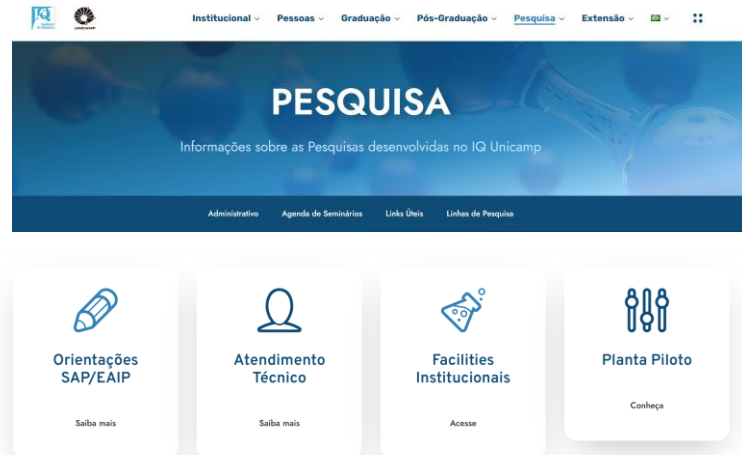 IQ
UNICAMP
Institucional Pessoas Graduação Pós-Graduação Pesquisa Extensão
PESQUISA
Informações sobre as Pesquisas desenvolvidas no IQ Unicamp
Administrativo Agenda de Seminários Links Úteis Linhas de Pesquisa
Orientações
SAP/EAIP
Saiba mais
Atendimento
Técnico
Saiba mais
Facilities
Institucionais
Acesse
Planta Piloto
Conheça